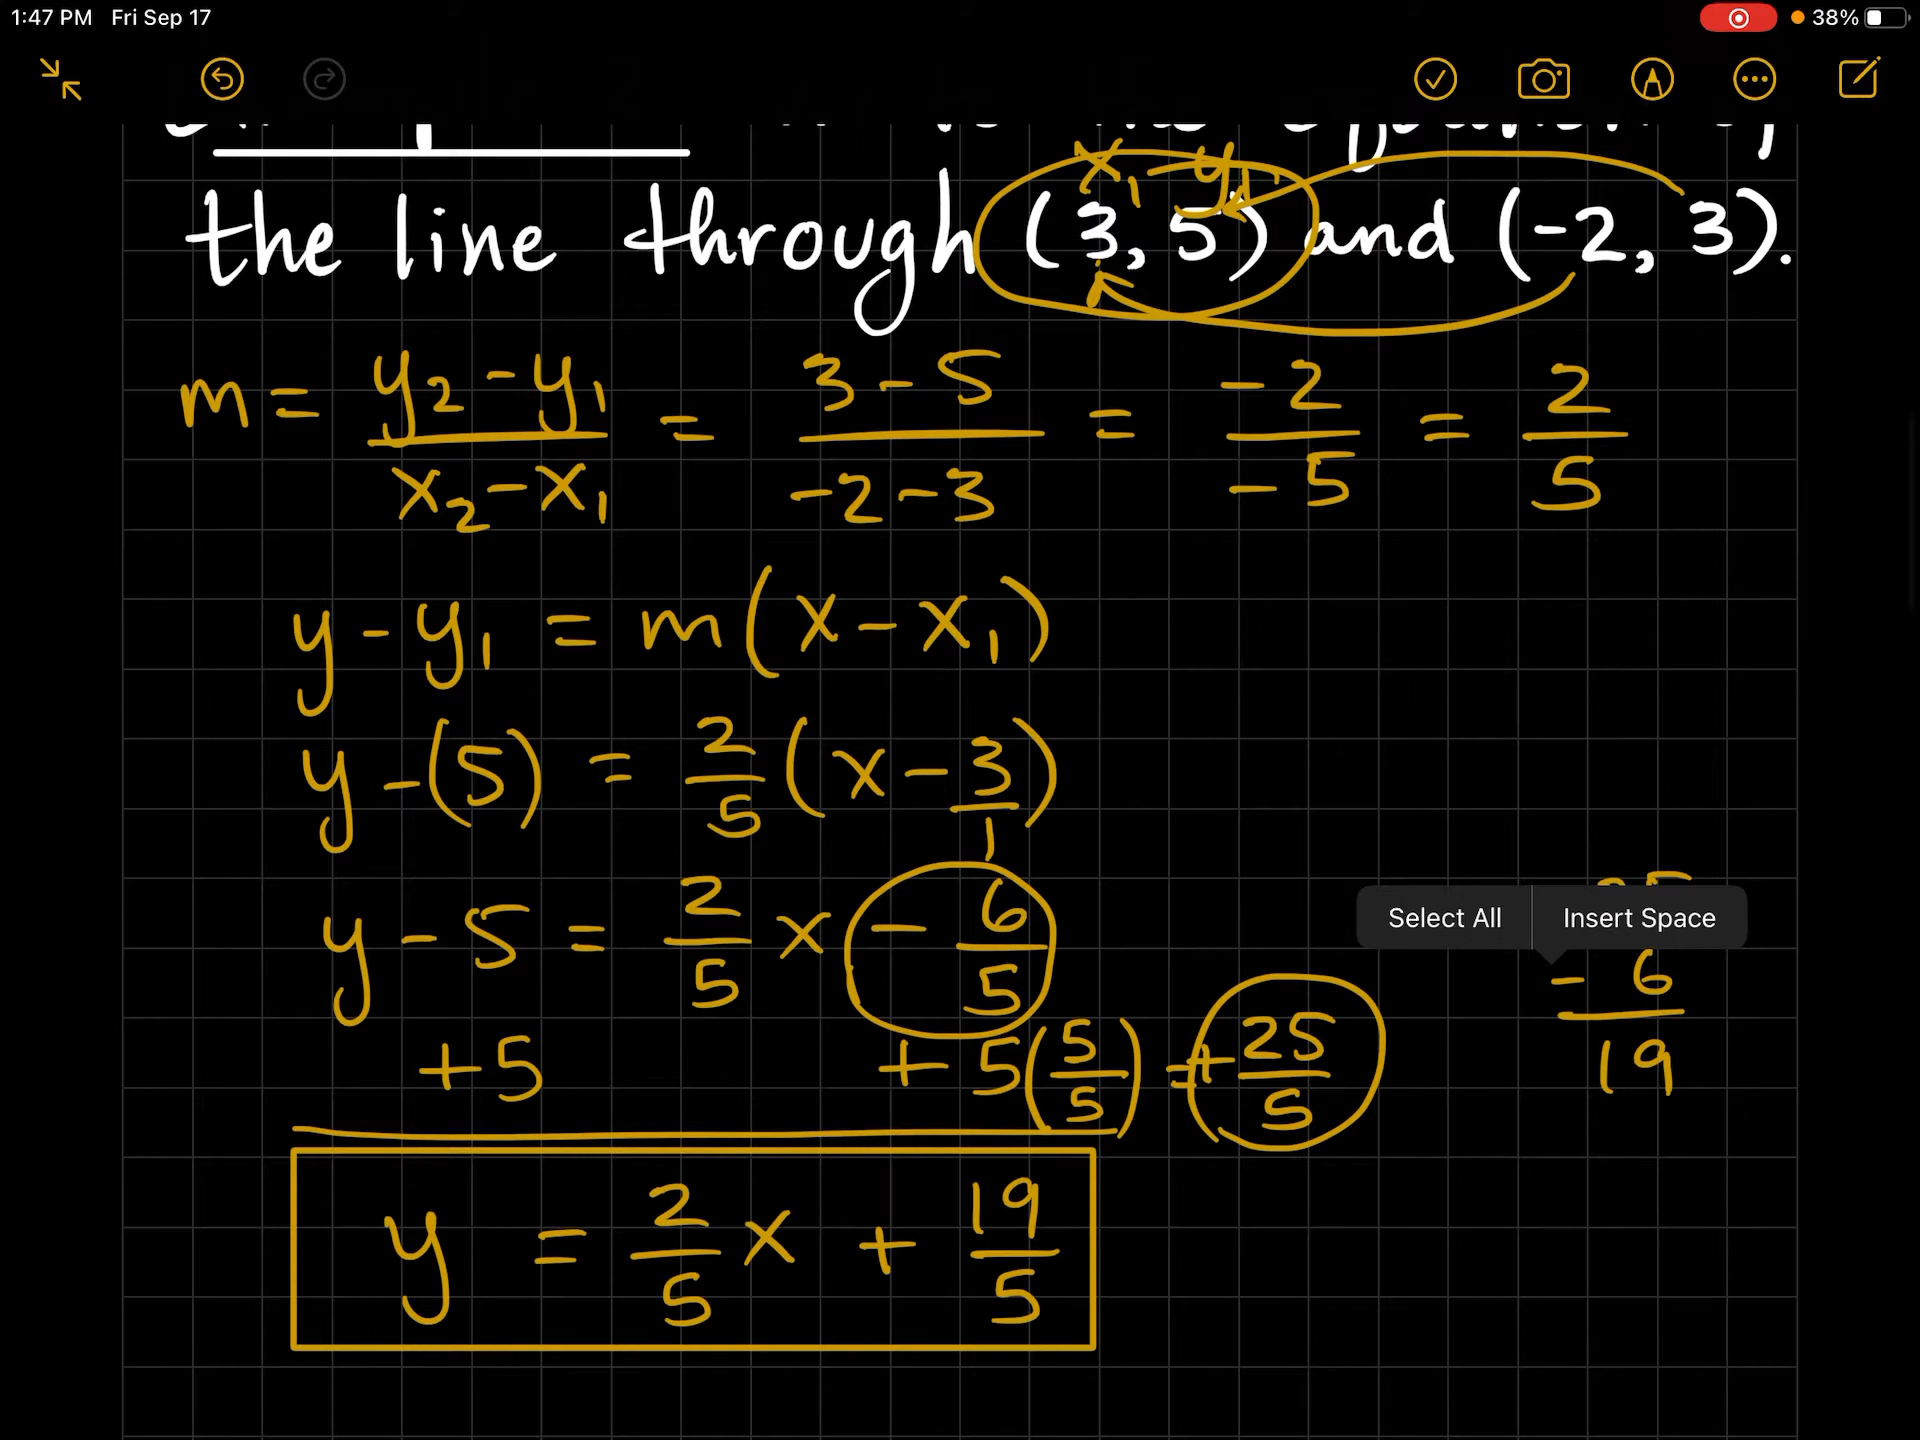 1:47 PM Fri Sep 17 38%
the line through (3, 5) and (-2, 3).
x₁ y₁
m = (y₂ - y₁)/(x₂ - x₁) = (3 - 5)/(-2 - 3) = (-2)/(-5) = 2/5
y - y₁ = m(x - x₁)
y - (5) = 2/5 (x - 3/1)
y - 5 = 2/5 x - 6/5
+5 + 5(5/5) = + 25/5
y = 2/5 x + 19/5
Select All Insert Space
- 6
19